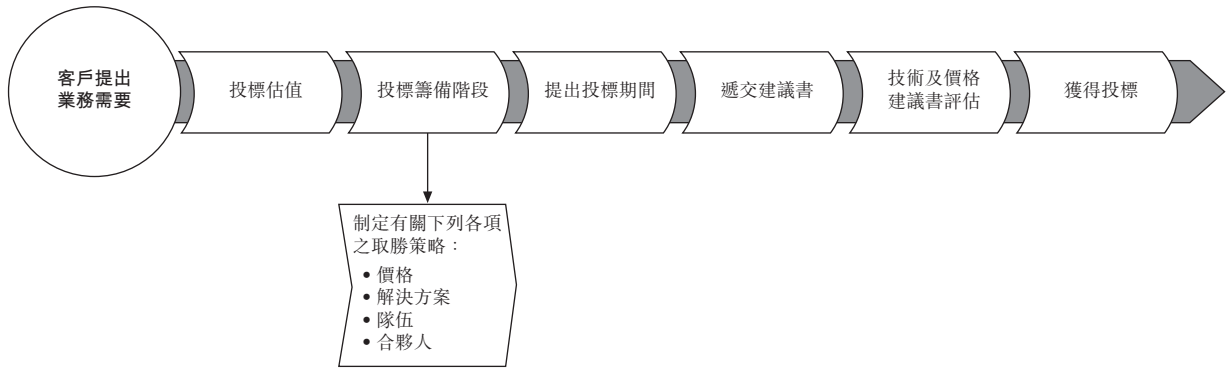 客戶提出
業務需要
投標估值
投標籌備階段
提出投標期間
遞交建議書
技術及價格
建議書評估
獲得投標
制定有關下列各項
之取勝策略：
• 價格
• 解決方案
• 隊伍
• 合夥人